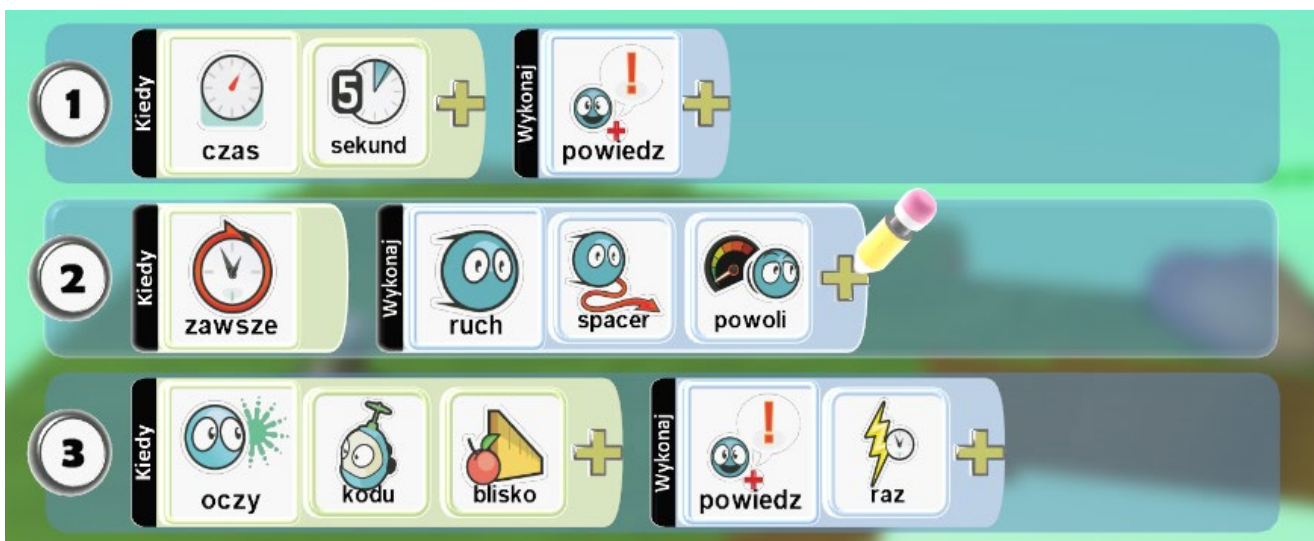 1 Kiedy czas 5 sekund Wykonaj powiedz
2 Kiedy zawsze Wykonaj ruch spacer powoli
3 Kiedy oczy kodu blisko Wykonaj powiedz raz